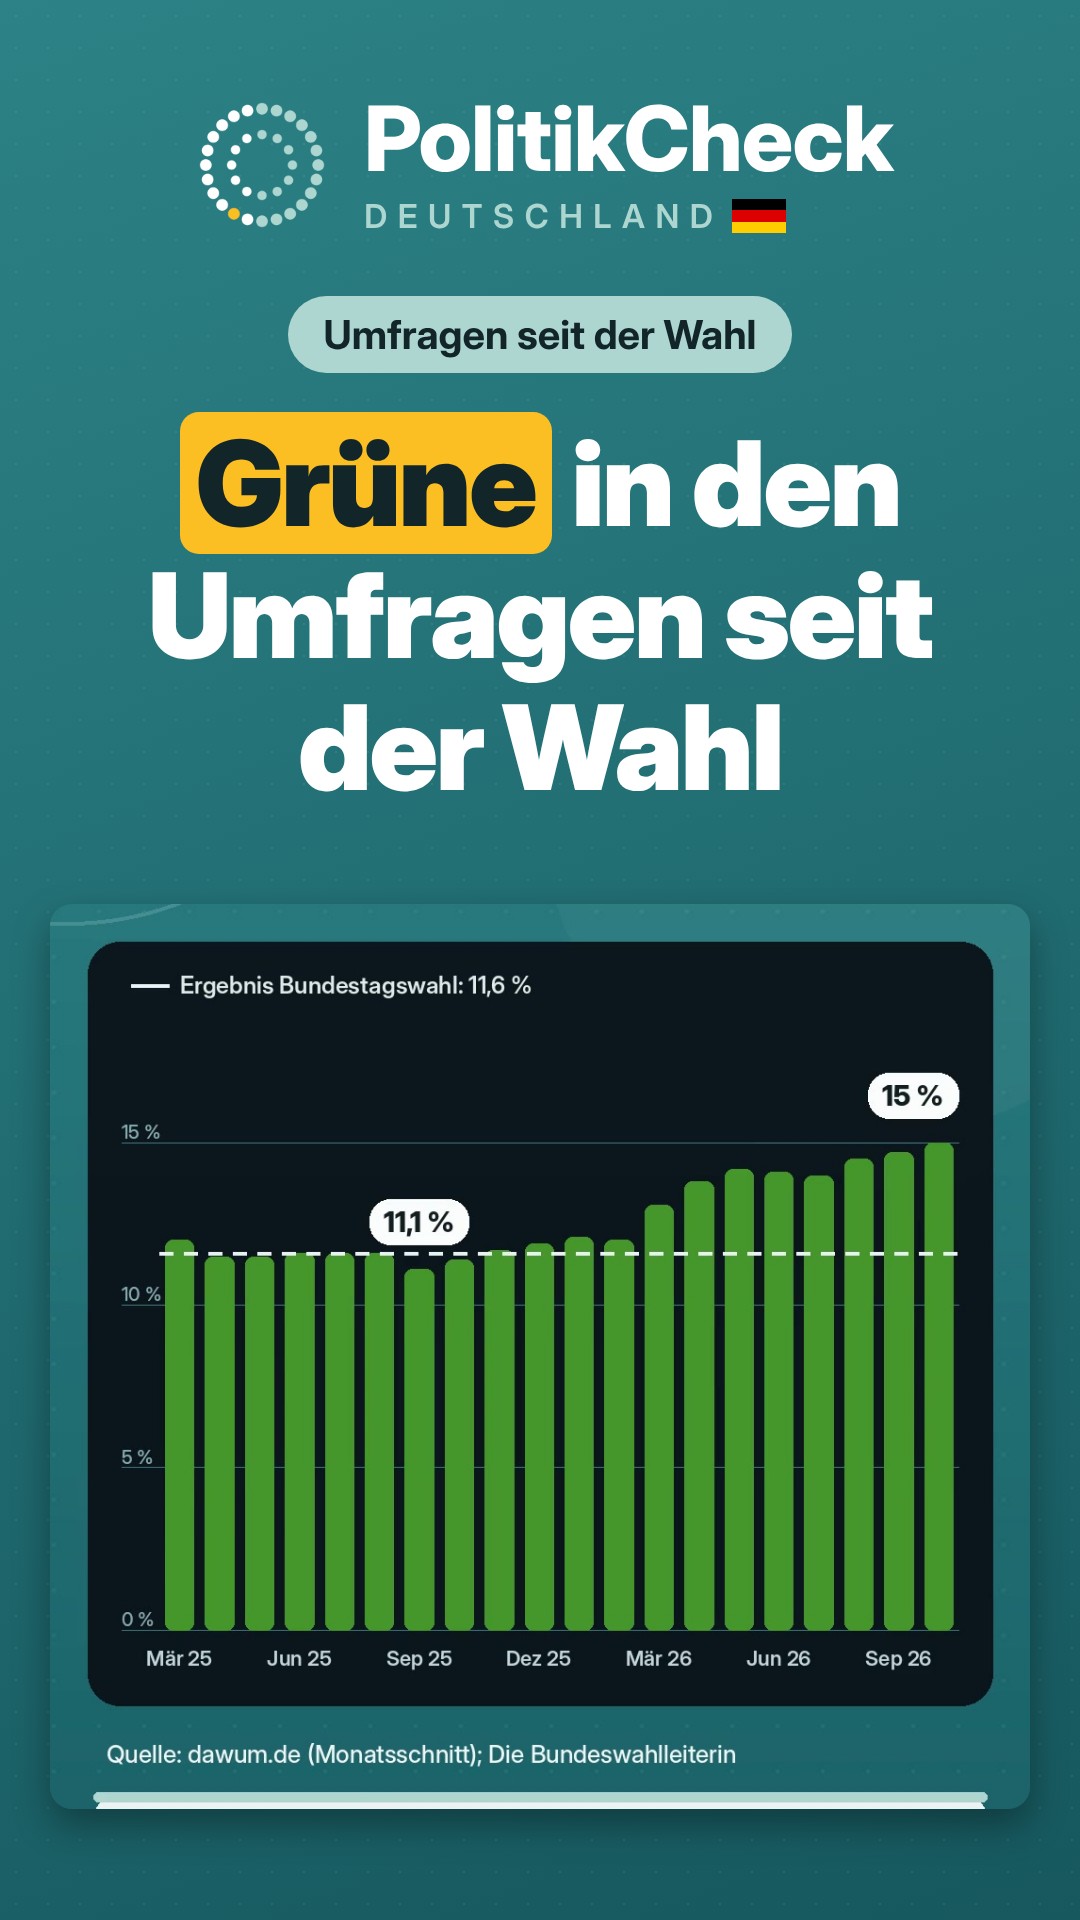 PolitikCheck
DEUTSCHLAND
Umfragen seit der Wahl
Grüne in den
Umfragen seit
der Wahl
Ergebnis Bundestagswahl: 11,6 %
15 %
15 %
11,1 %
10 %
5 %
0 %
Mär 25 Jun 25 Sep 25 Dez 25 Mär 26 Jun 26 Sep 26
Quelle: dawum.de (Monatsschnitt); Die Bundeswahlleiterin